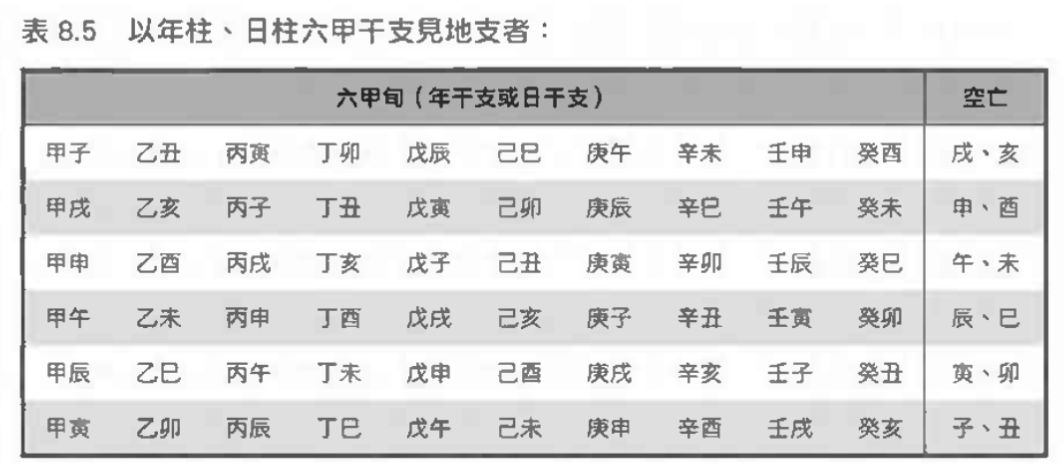 表 8.5 以年柱、日柱六甲干支見地支者：
六甲旬（年干支或日干支） 空亡
甲子 乙丑 丙寅 丁卯 戊辰 己巳 庚午 辛未 壬申 癸酉 戌、亥
甲戌 乙亥 丙子 丁丑 戊寅 己卯 庚辰 辛巳 壬午 癸未 申、酉
甲申 乙酉 丙戌 丁亥 戊子 己丑 庚寅 辛卯 壬辰 癸巳 午、未
甲午 乙未 丙申 丁酉 戊戌 己亥 庚子 辛丑 壬寅 癸卯 辰、巳
甲辰 乙巳 丙午 丁未 戊申 己酉 庚戌 辛亥 壬子 癸丑 寅、卯
甲寅 乙卯 丙辰 丁巳 戊午 己未 庚申 辛酉 壬戌 癸亥 子、丑